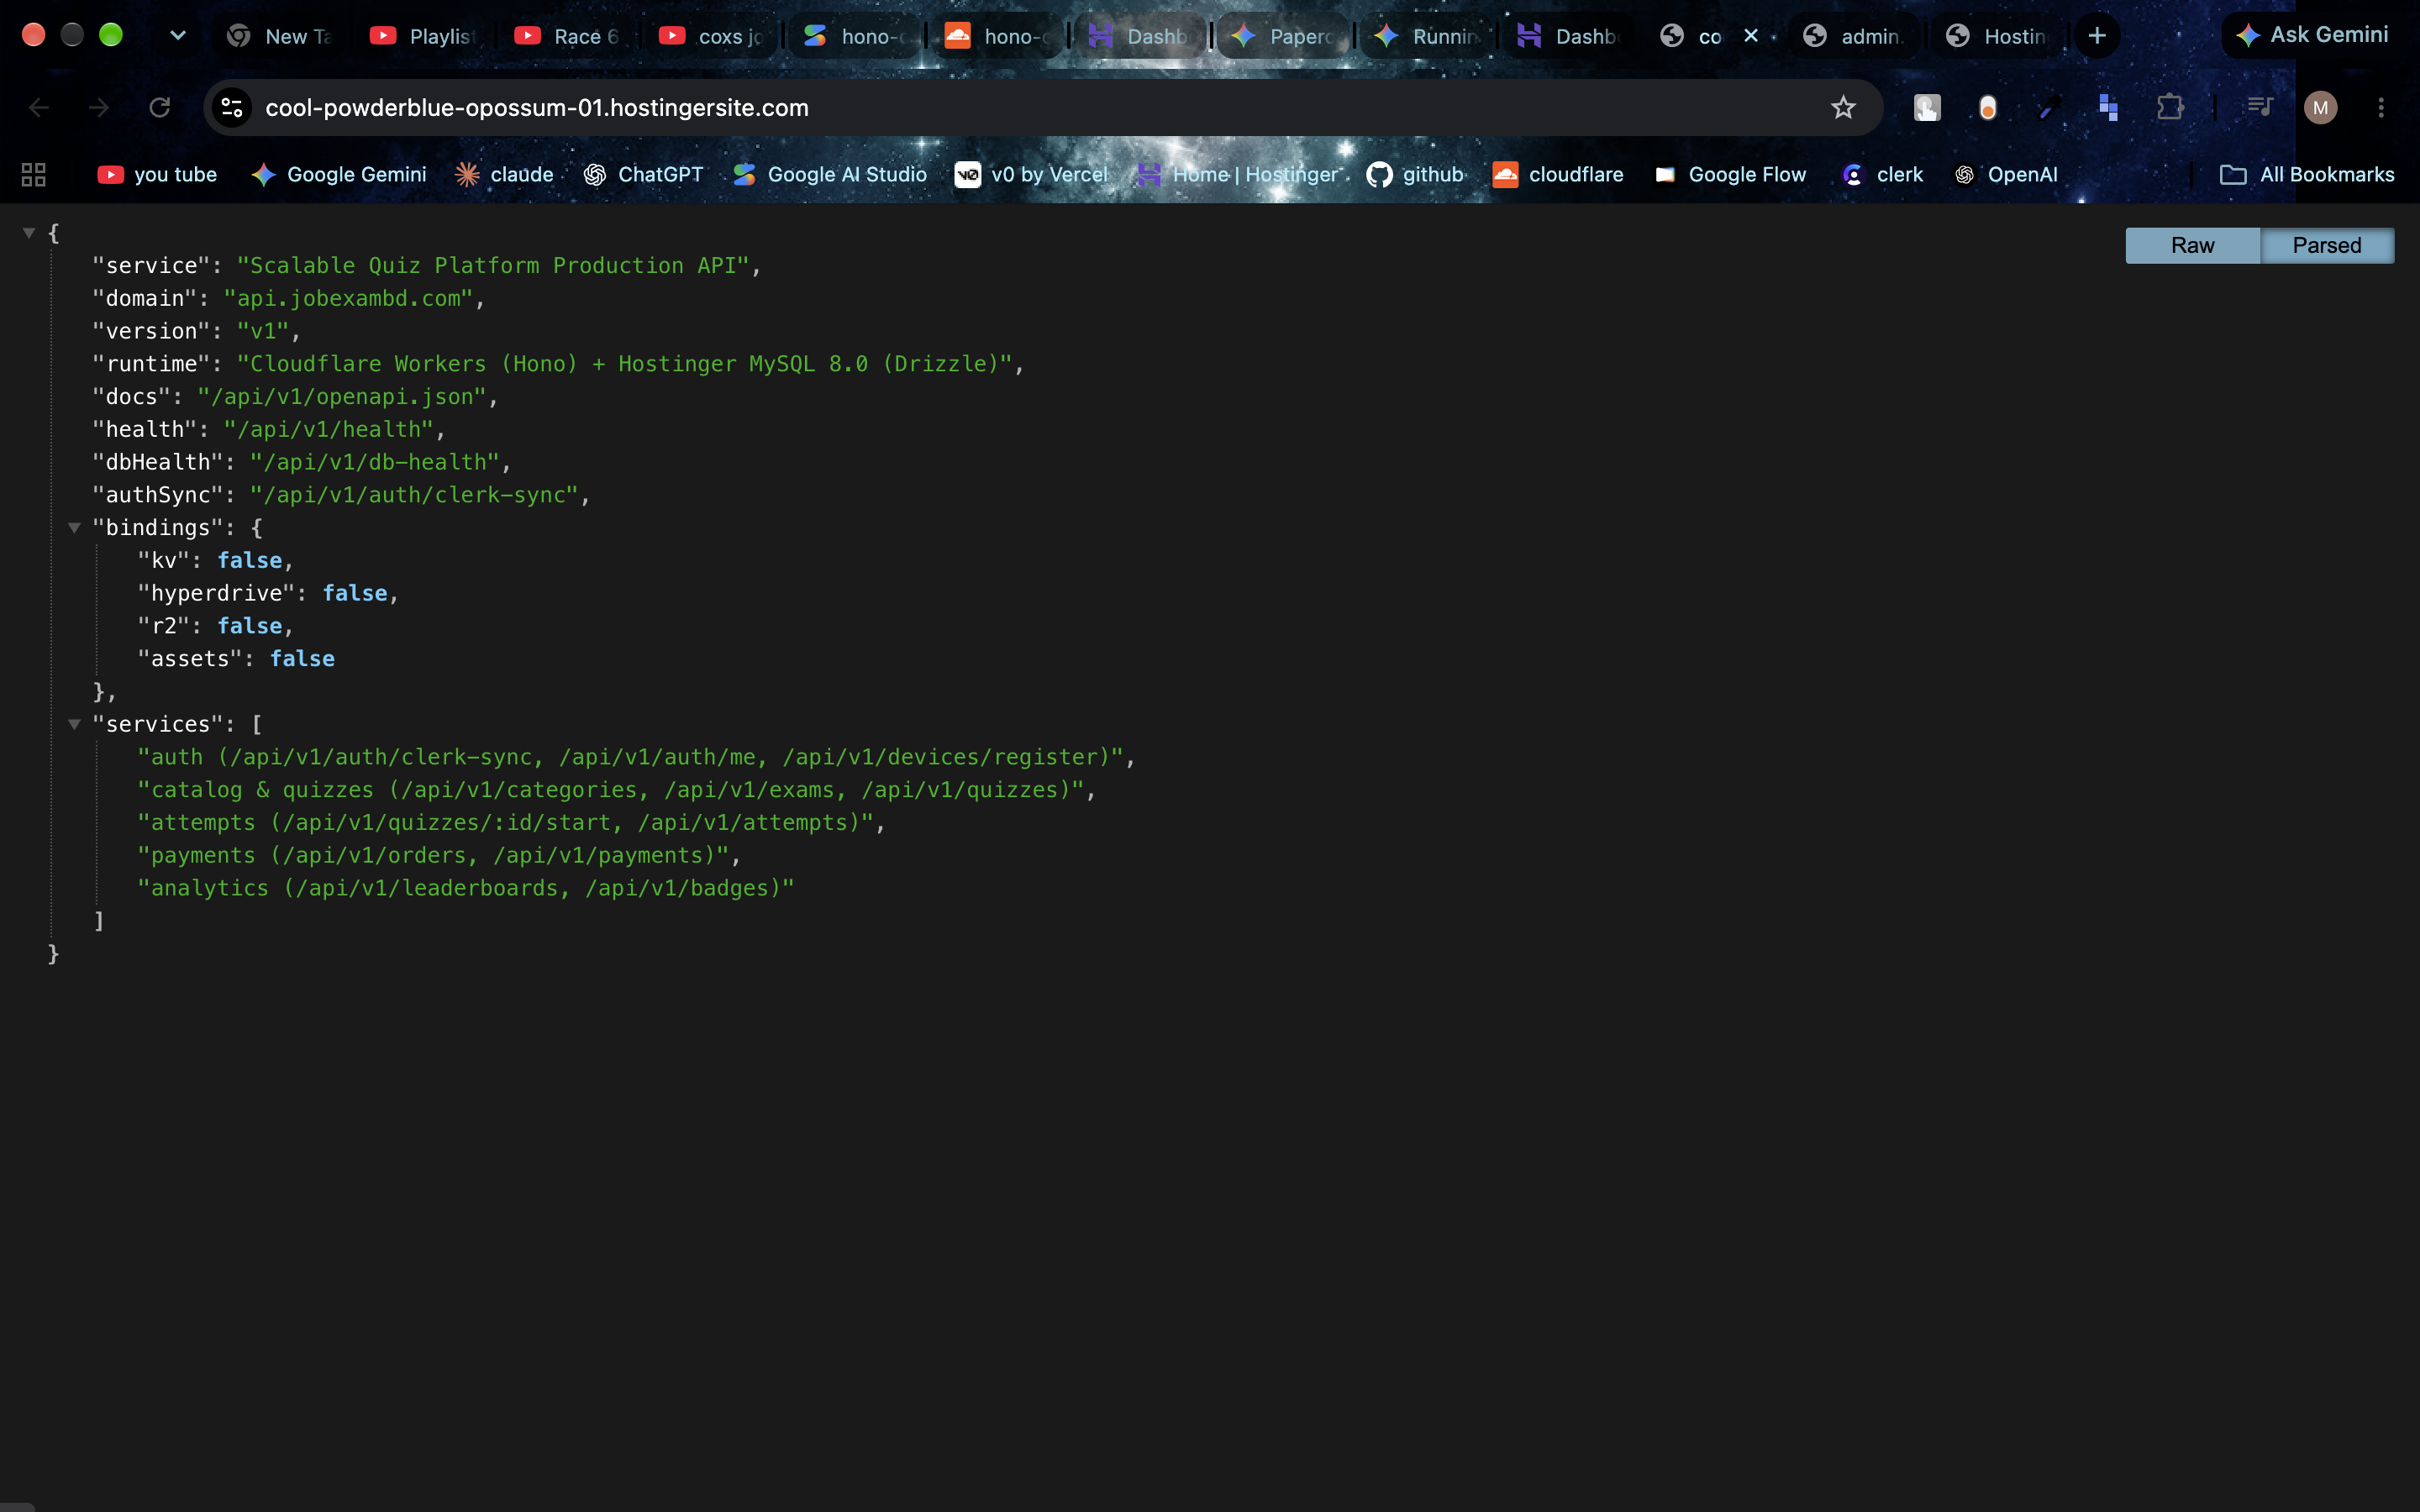 New Ta
Playlist
Race 6
coxs jo
hono-c
hono-c
Dashb
Paperc
Runnin
Dashbo
co
admin.
Hostin
Ask Gemini
cool-powderblue-opossum-01.hostingersite.com
M
you tube
Google Gemini
claude
ChatGPT
Google AI Studio
v0 by Vercel
Home | Hostinger
github
cloudflare
Google Flow
clerk
OpenAI
All Bookmarks
Raw
Parsed
{
"service": "Scalable Quiz Platform Production API",
"domain": "api.jobexambd.com",
"version": "v1",
"runtime": "Cloudflare Workers (Hono) + Hostinger MySQL 8.0 (Drizzle)",
"docs": "/api/v1/openapi.json",
"health": "/api/v1/health",
"dbHealth": "/api/v1/db-health",
"authSync": "/api/v1/auth/clerk-sync",
"bindings": {
"kv": false,
"hyperdrive": false,
"r2": false,
"assets": false
},
"services": [
"auth (/api/v1/auth/clerk-sync, /api/v1/auth/me, /api/v1/devices/register)",
"catalog & quizzes (/api/v1/categories, /api/v1/exams, /api/v1/quizzes)",
"attempts (/api/v1/quizzes/:id/start, /api/v1/attempts)",
"payments (/api/v1/orders, /api/v1/payments)",
"analytics (/api/v1/leaderboards, /api/v1/badges)"
]
}